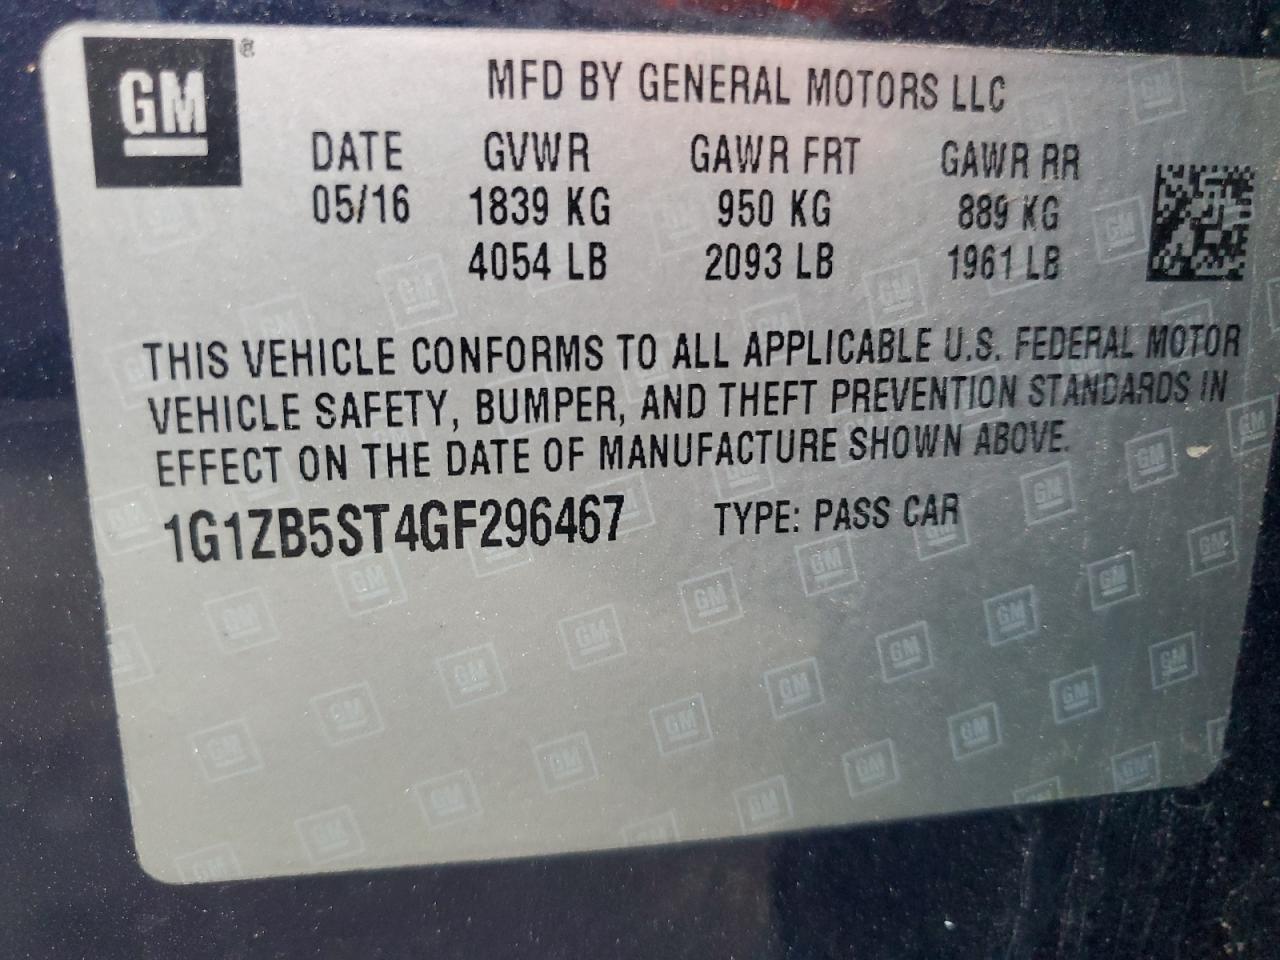 GM®
MFD BY GENERAL MOTORS LLC
DATE GVWR GAWR FRT GAWR RR
05/16 1839 KG 950 KG 889 KG
4054 LB 2093 LB 1961 LB
THIS VEHICLE CONFORMS TO ALL APPLICABLE U.S. FEDERAL MOTOR
VEHICLE SAFETY, BUMPER, AND THEFT PREVENTION STANDARDS IN
EFFECT ON THE DATE OF MANUFACTURE SHOWN ABOVE.
1G1ZB5ST4GF296467 TYPE: PASS CAR